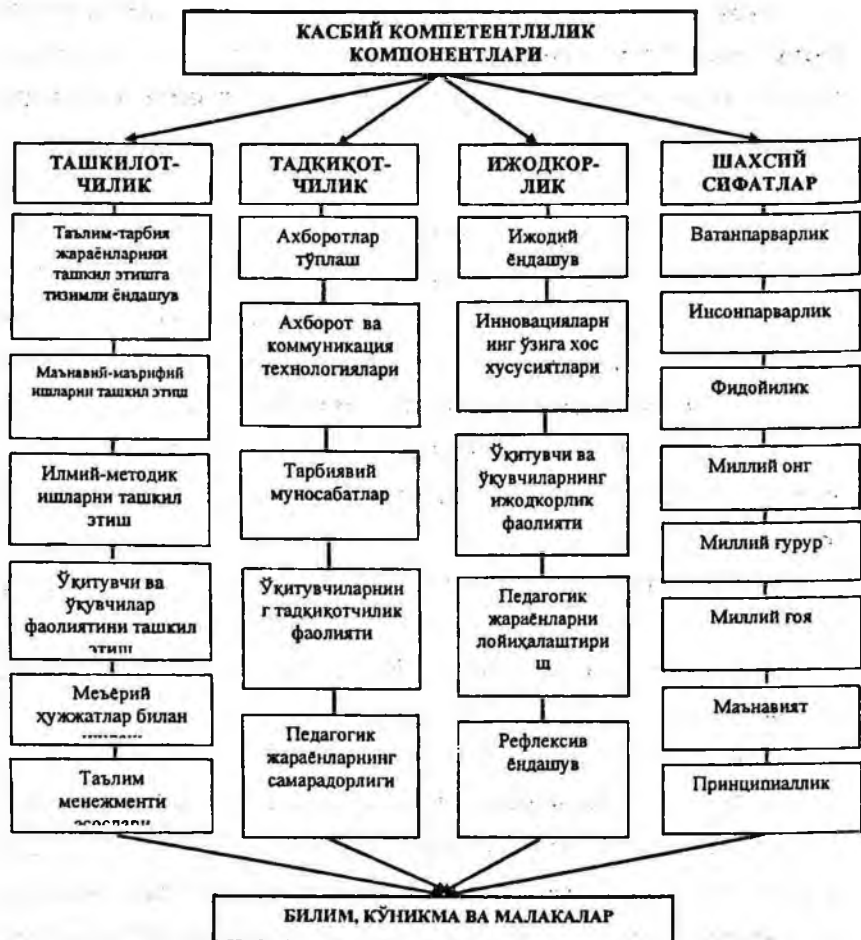 КАСБИЙ КОМПЕТЕНТЛИЛИК
КОМПОНЕНТЛАРИ
ТАШКИЛОТ-
ЧИЛИК
Таълим-тарбия
жараёнларини
ташкил этишга
тизимли ёндашув
Маънавий-маърифий
ишларни ташкил этиш
Илмий-методик
ишларни ташкил
этиш
Ўқитувчи ва
ўқувчилар
фаолиятини ташкил
этиш
Меъёрий
ҳужжатлар билан
Таълим
менежменти
асослари
ТАДҚИҚОТ-
ЧИЛИК
Ахборотлар
тўплаш
Ахборот ва
коммуникация
технологиялари
Тарбиявий
муносабатлар
Ўқитувчиларнин
г тадқиқотчилик
фаолияти
Педагогик
жараёнларнинг
самарадорлиги
ИЖОДКОР-
ЛИК
Ижодий
ёндашув
Инновацияларн
инг ўзига хос
хусусиятлари
Ўқитувчи ва
ўқувчиларнинг
ижодкорлик
фаолияти
Педагогик
жараёнларни
лойиҳалаштири
ш
Рефлексив
ёндашув
ШАХСИЙ
СИФАТЛАР
Ватанпарварлик
Инсонпарварлик
Фидойилик
Миллий онг
Миллий ғурур
Миллий ғоя
Маънавият
Принципиаллик
БИЛИМ, КЎНИКМА ВА МАЛАКАЛАР